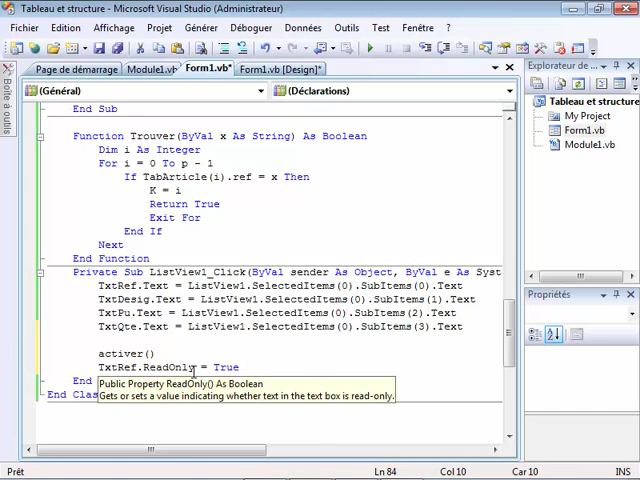 Tableau et structure - Microsoft Visual Studio (Administrateur)
Fichier Edition Affichage Projet Générer Déboguer Données Outils Test Fenêtre ?
Page de démarrage Module1.vb Form1.vb* Form1.vb [Design]*
Explorateur de
Boîte à outils
(Général) (Déclarations)
Tableau et structure
My Project
Form1.vb
Module1.vb
End Sub
Function Trouver(ByVal x As String) As Boolean
Dim i As Integer
For i = 0 To p - 1
If TabArticle(i).ref = x Then
K = i
Return True
Exit For
End If
Next
End Function
Private Sub ListView1_Click(ByVal sender As Object, ByVal e As Syst
TxtRef.Text = ListView1.SelectedItems(0).SubItems(0).Text
TxtDesig.Text = ListView1.SelectedItems(0).SubItems(1).Text
TxtPu.Text = ListView1.SelectedItems(0).SubItems(2).Text
TxtQte.Text = ListView1.SelectedItems(0).SubItems(3).Text
activer()
TxtRef.ReadOnly = True
End
End Clas
Public Property ReadOnly() As Boolean
Gets or sets a value indicating whether text in the text box is read-only.
Propriétés
Prêt Ln 84 Col 10 Car 10 INS